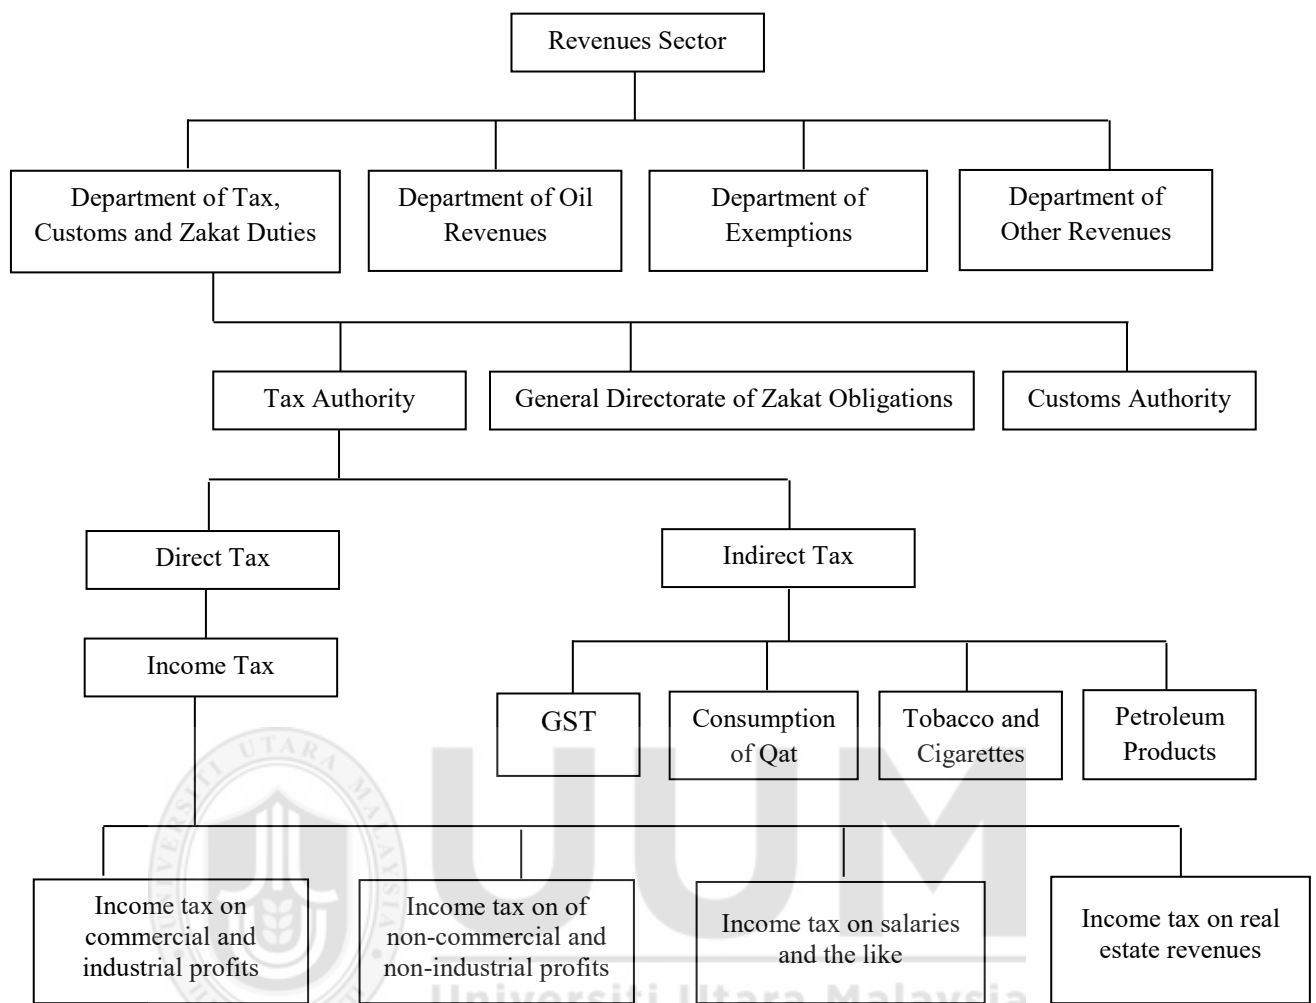 Revenues Sector
Department of Tax,
Customs and Zakat Duties
Department of Oil
Revenues
Department of
Exemptions
Department of
Other Revenues
Tax Authority
General Directorate of Zakat Obligations
Customs Authority
Direct Tax
Indirect Tax
Income Tax
GST
Consumption
of Qat
Tobacco and
Cigarettes
Petroleum
Products
UNIVERSITI UTARA MALAYSIA
UUM
Income tax on
commercial and
industrial profits
Income tax on of
non-commercial and
non-industrial profits
Income tax on salaries
and the like
Income tax on real
estate revenues
Universiti Utara Malaysia